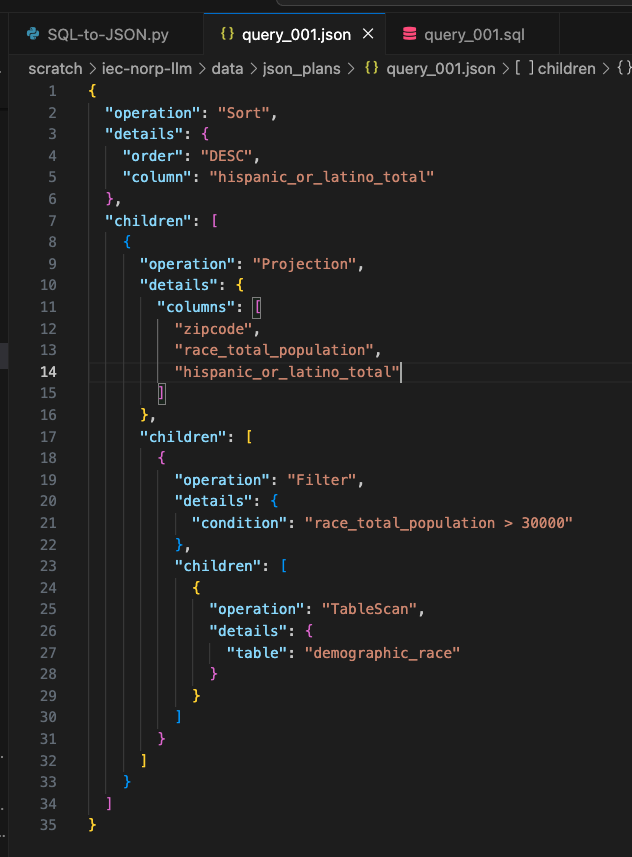 SQL-to-JSON.py {} query_001.json × query_001.sql
scratch > iec-norp-llm > data > json_plans > {} query_001.json > [ ] children > {}
1 {
2 "operation": "Sort",
3 "details": {
4 "order": "DESC",
5 "column": "hispanic_or_latino_total"
6 },
7 "children": [
8 {
9 "operation": "Projection",
10 "details": {
11 "columns": [
12 "zipcode",
13 "race_total_population",
14 "hispanic_or_latino_total"
15 ]
16 },
17 "children": [
18 {
19 "operation": "Filter",
20 "details": {
21 "condition": "race_total_population > 30000"
22 },
23 "children": [
24 {
25 "operation": "TableScan",
26 "details": {
27 "table": "demographic_race"
28 }
29 }
30 ]
31 }
32 ]
33 }
34 ]
35 }